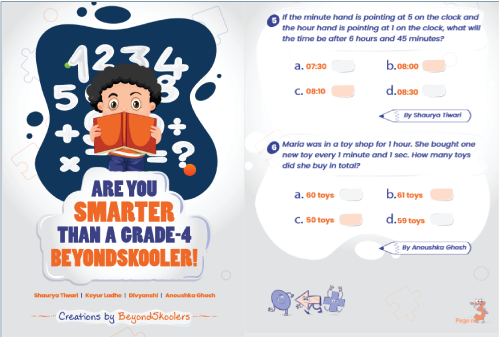 1234
5
8
ARE YOU
SMARTER
THAN A GRADE-4
BEYONDSKOOLER!
Shaurya Tiwari | Keyur Ladhe | Divyanshi | Anoushka Ghosh
Creations by BeyondSkoolers
5 If the minute hand is pointing at 5 on the clock and
the hour hand is pointing at 1 on the clock, what will
the time be after 6 hours and 45 minutes?
a. 07:30 b. 08:00
c. 08:10 d. 08:30
By Shaurya Tiwari
6 Maria was in a toy shop for 1 hour. She bought one
new toy every 1 minute and 1 sec. How many toys
did she buy in total?
a. 60 toys b. 61 toys
c. 50 toys d. 59 toys
By Anoushka Ghosh
Page